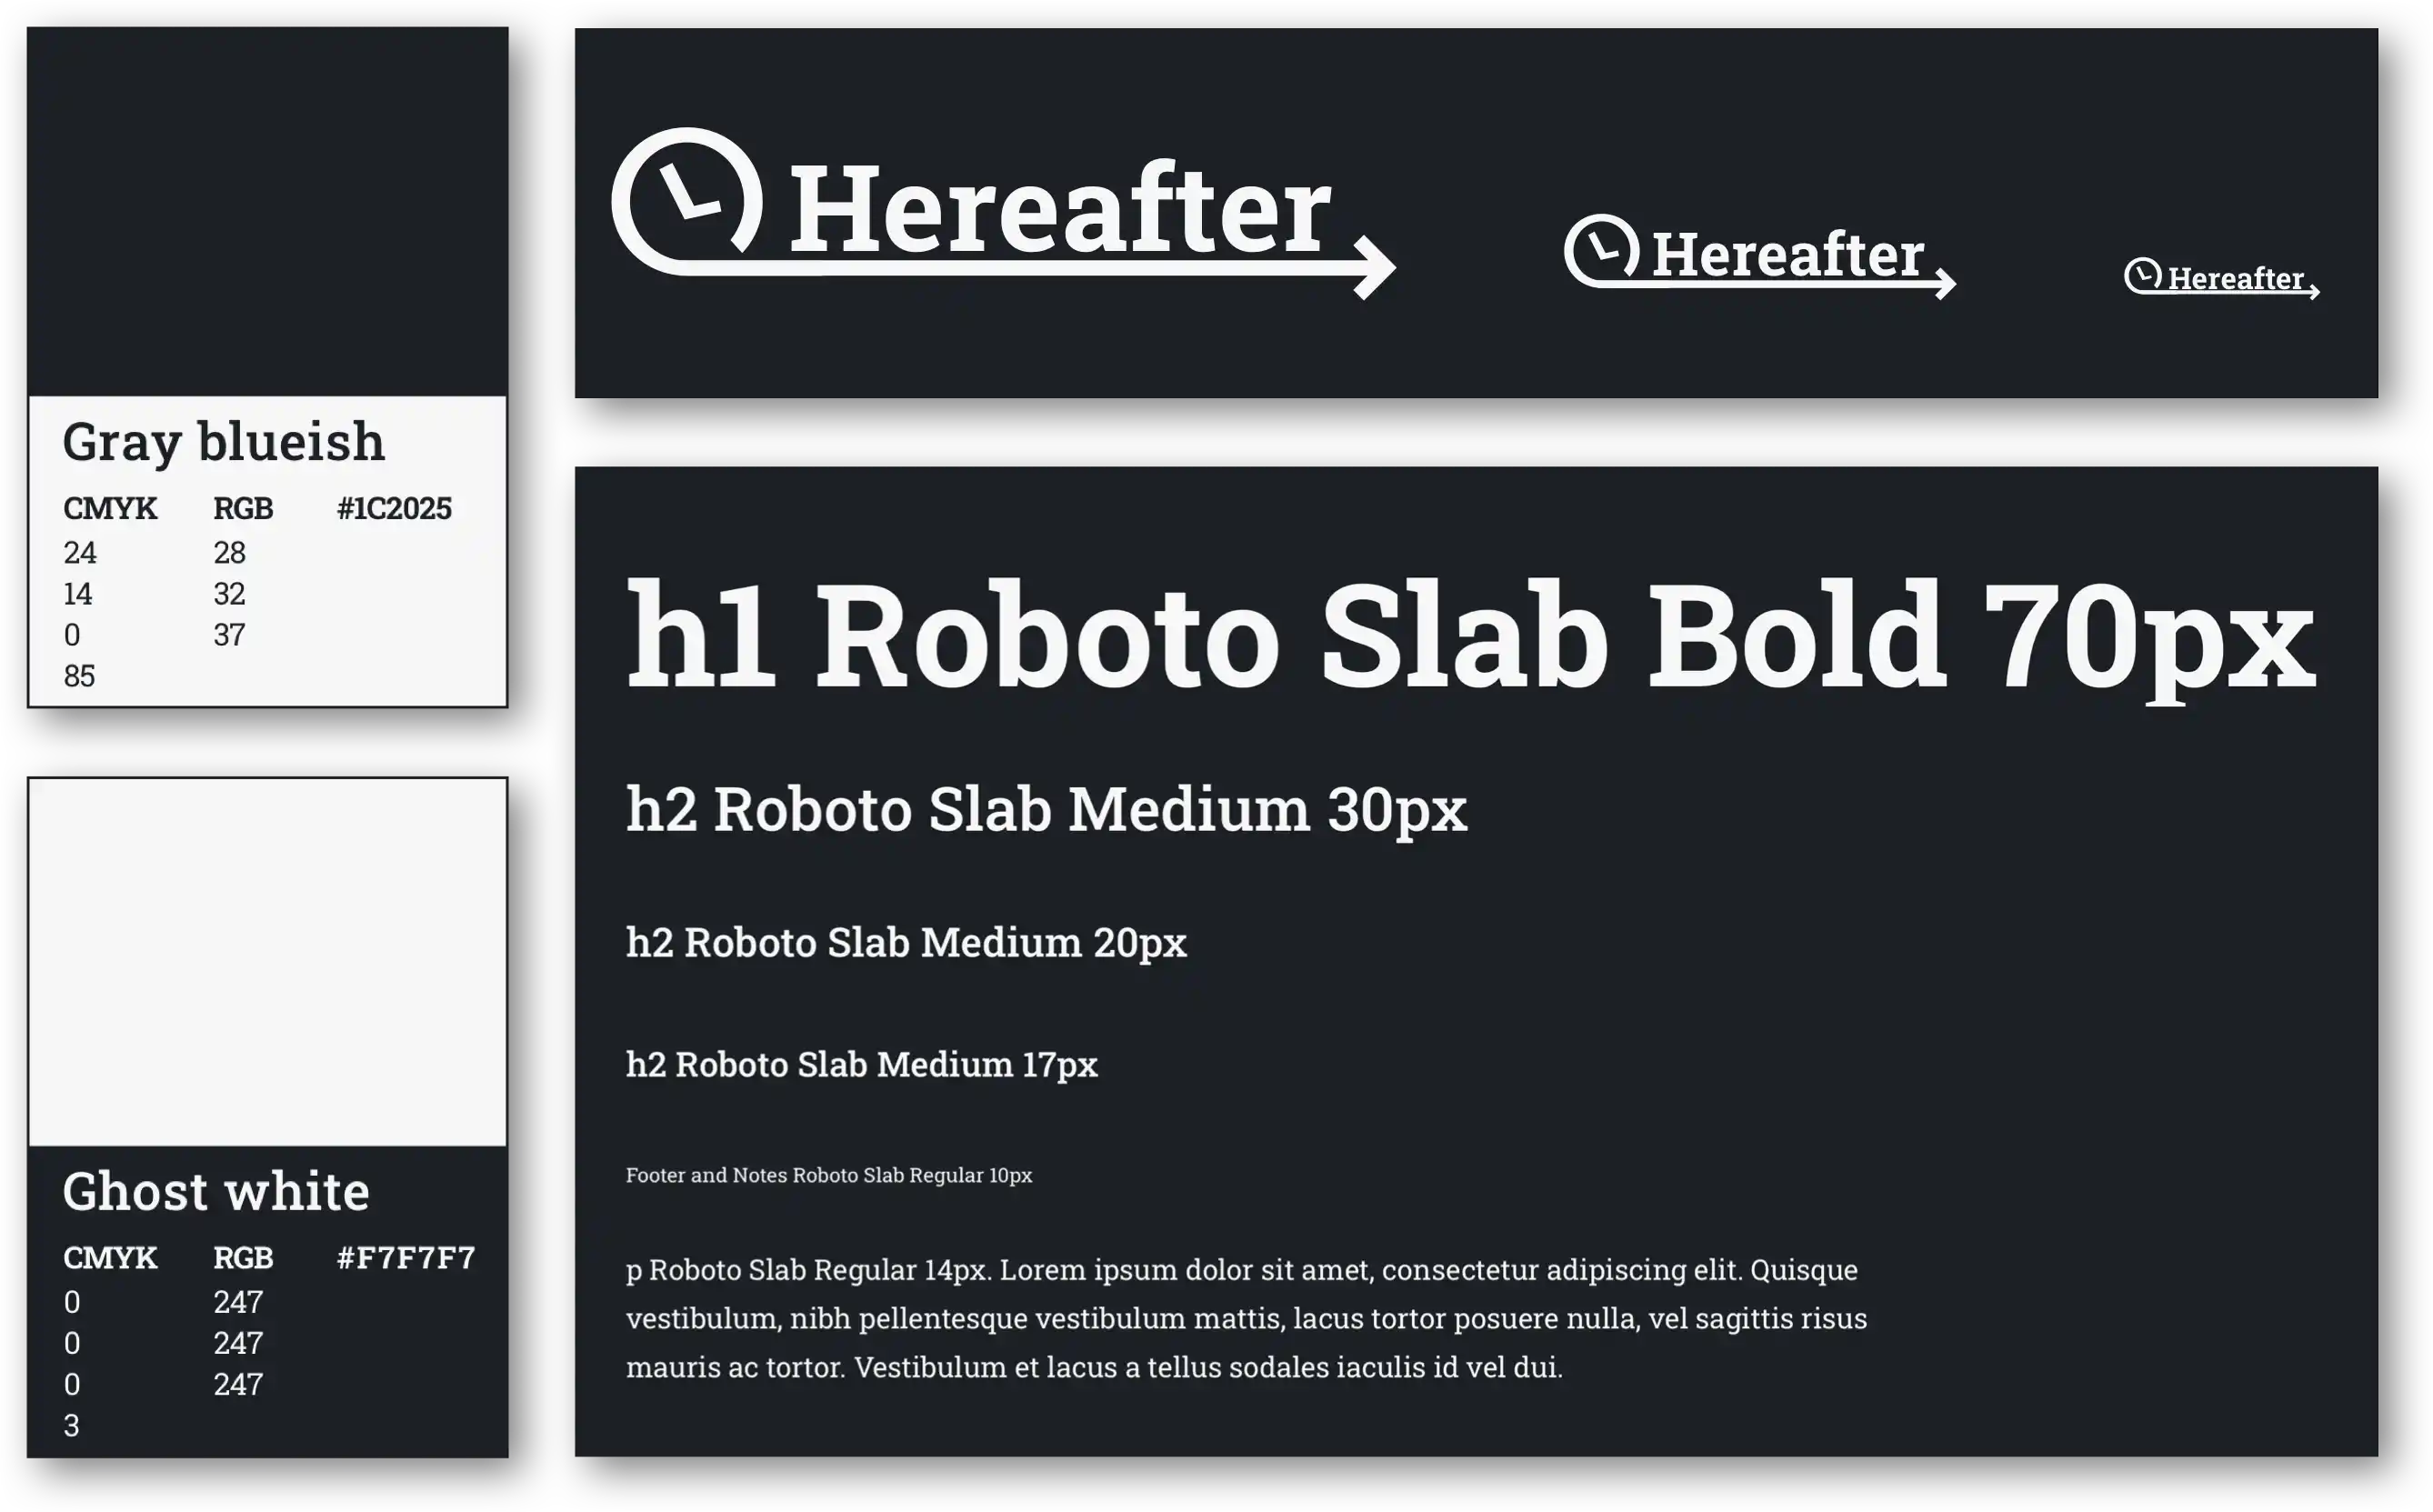 Gray blueish
CMYK RGB #1C2025
24 28
14 32
0 37
85
Ghost white
CMYK RGB #F7F7F7
0 247
0 247
0 247
3
Hereafter
Hereafter
Hereafter
h1 Roboto Slab Bold 70px
h2 Roboto Slab Medium 30px
h2 Roboto Slab Medium 20px
h2 Roboto Slab Medium 17px
Footer and Notes Roboto Slab Regular 10px
p Roboto Slab Regular 14px. Lorem ipsum dolor sit amet, consectetur adipiscing elit. Quisque
vestibulum, nibh pellentesque vestibulum mattis, lacus tortor posuere nulla, vel sagittis risus
mauris ac tortor. Vestibulum et lacus a tellus sodales iaculis id vel dui.